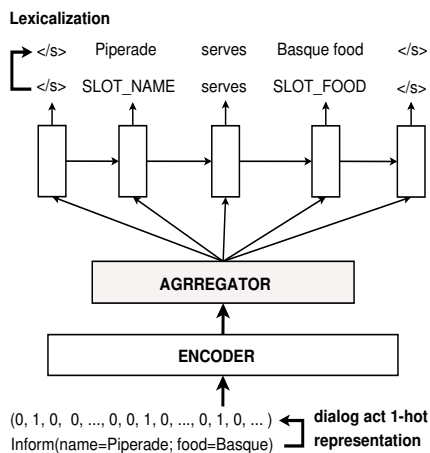 Lexicalization
</s> Piperade serves Basque food </s>
</s> SLOT_NAME serves SLOT_FOOD </s>
AGRREGATOR
ENCODER
(0, 1, 0, 0, ..., 0, 0, 1, 0, ..., 0, 1, 0, ... ) dialog act 1-hot
Inform(name=Piperade; food=Basque) representation